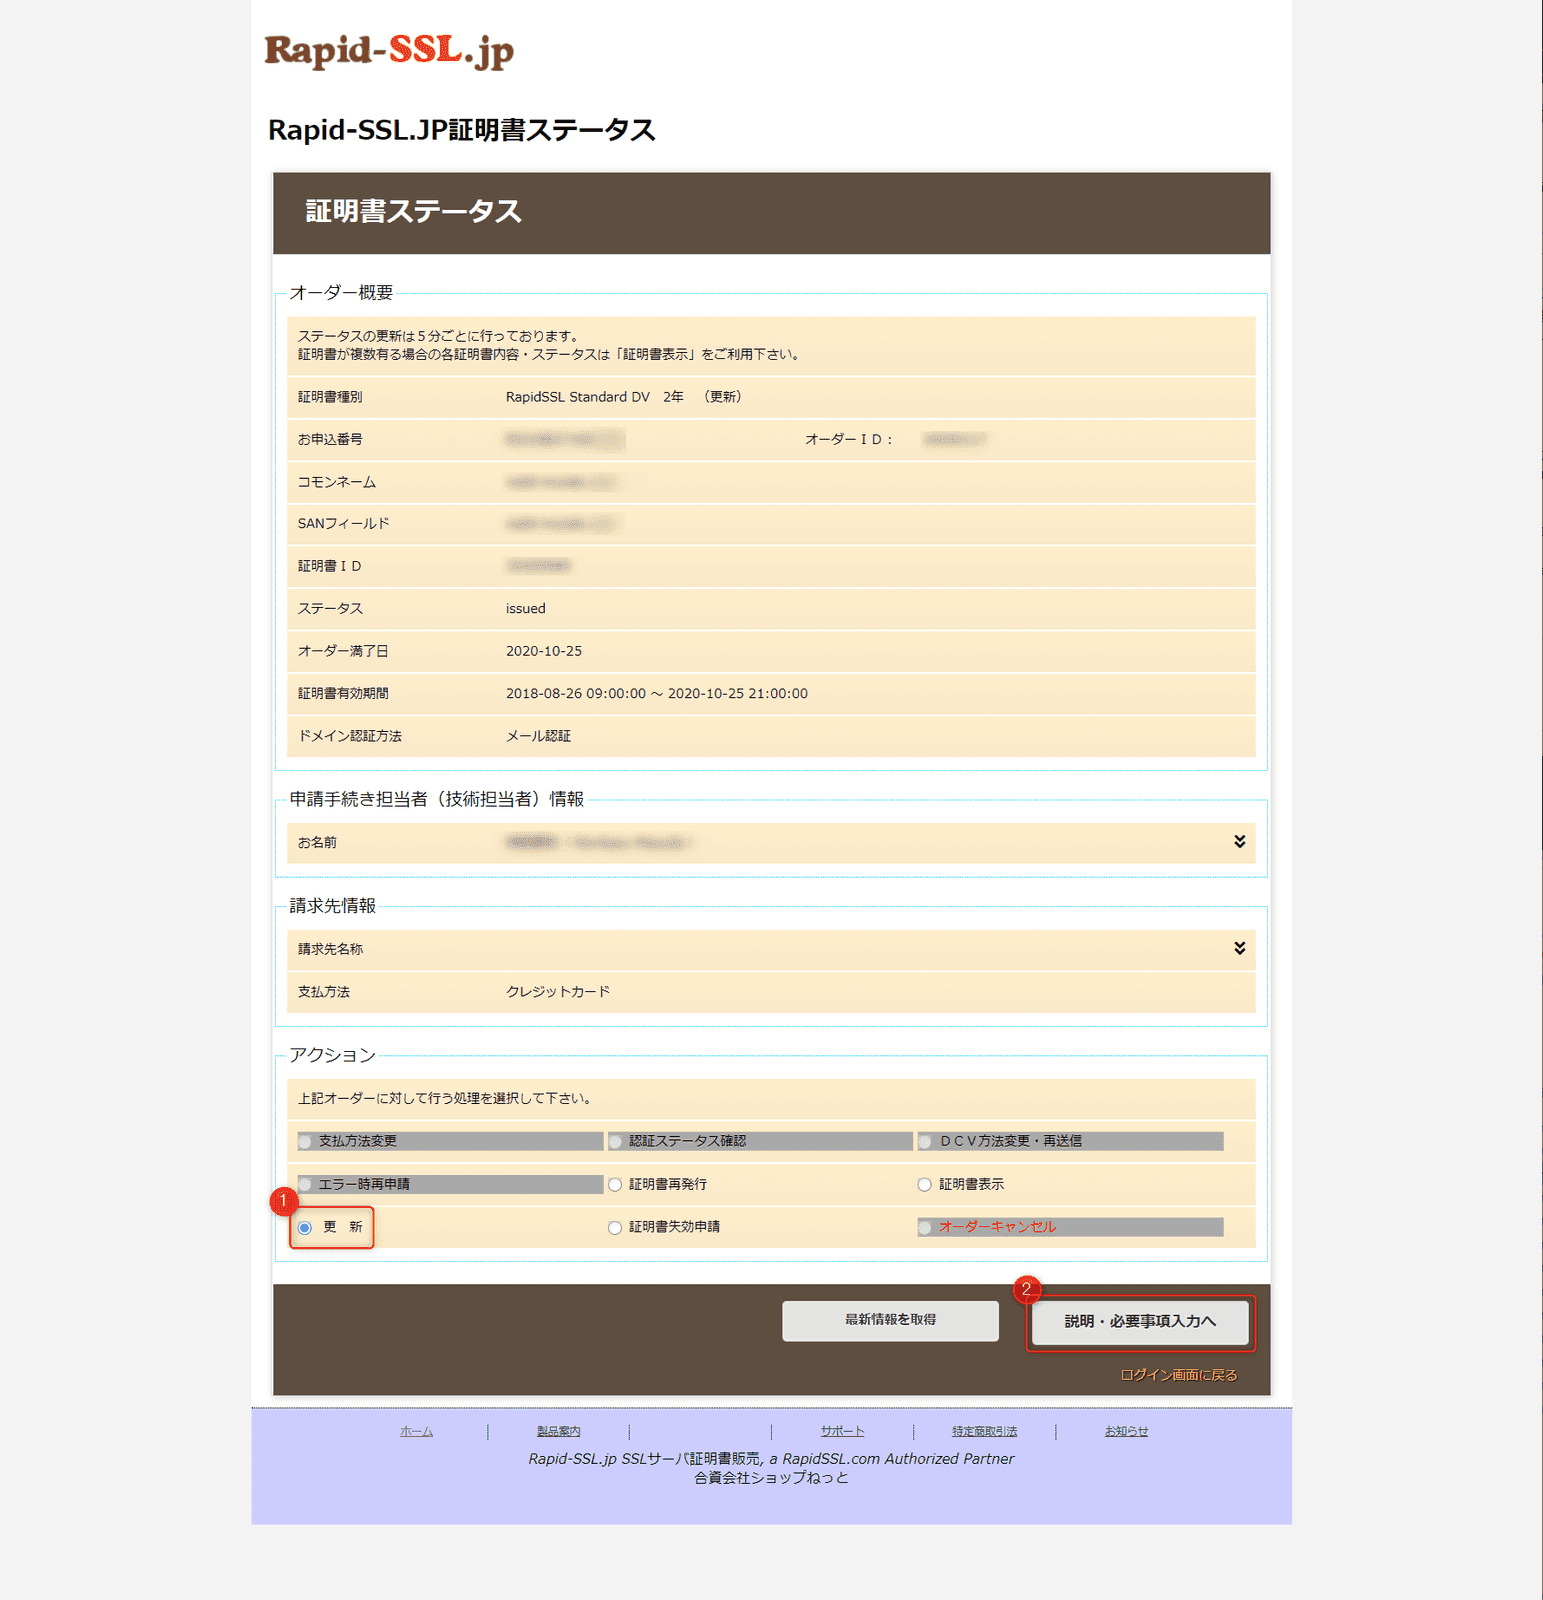 Rapid-SSL.jp
Rapid-SSL.JP証明書ステータス
証明書ステータス
オーダー概要
ステータスの更新は５分ごとに行っております。
証明書が複数有る場合の各証明書内容・ステータスは「証明書表示」をご利用下さい。
証明書種別 RapidSSL Standard DV 2年 （更新）
お申込番号 オーダーＩＤ：
コモンネーム
SANフィールド
証明書ＩＤ
ステータス issued
オーダー満了日 2020-10-25
証明書有効期間 2018-08-26 09:00:00 ～ 2020-10-25 21:00:00
ドメイン認証方法 メール認証
申請手続き担当者（技術担当者）情報
お名前
請求先情報
請求先名称
支払方法 クレジットカード
アクション
上記オーダーに対して行う処理を選択して下さい。
支払方法変更 認証ステータス確認 ＤＣＶ方法変更・再送信
エラー時再申請 証明書再発行 証明書表示
1
更　新 証明書失効申請 オーダーキャンセル
2
最新情報を取得 説明・必要事項入力へ
ログイン画面に戻る
ホーム 製品案内 サポート 特定商取引法 お知らせ
Rapid-SSL.jp SSLサーバ証明書販売, a RapidSSL.com Authorized Partner
合資会社ショップねっと